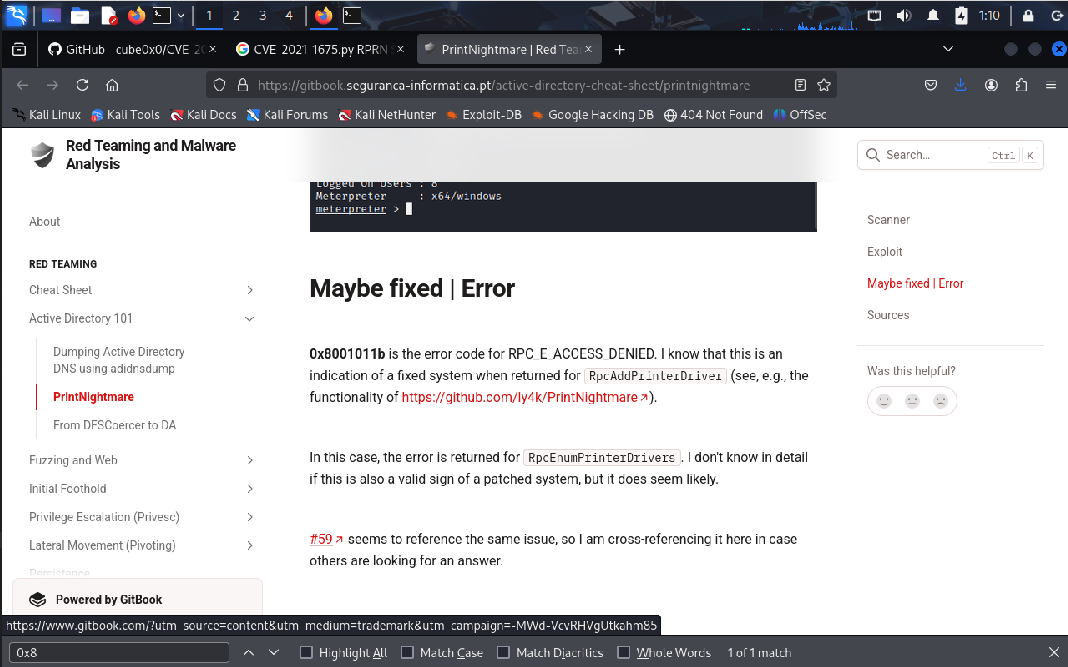 1 2 3 4 1:10
GitHub - cube0x0/CVE-20 × CVE-2021-1675.py RPRN S × PrintNightmare | Red Tear ×
https://gitbook.seguranca-informatica.pt/active-directory-cheat-sheet/printnightmare
Kali Linux Kali Tools Kali Docs Kali Forums Kali NetHunter Exploit-DB Google Hacking DB 404 Not Found OffSec
Red Teaming and Malware
Analysis
Search... Ctrl K
Logged On Users : 8
Meterpreter : x64/windows
meterpreter >
About
RED TEAMING
Cheat Sheet
Active Directory 101
Dumping Active Directory
DNS using adidnsdump
PrintNightmare
From DFSCoercer to DA
Fuzzing and Web
Initial Foothold
Privilege Escalation (Privesc)
Lateral Movement (Pivoting)
Persistence
Powered by GitBook
Maybe fixed | Error
0x8001011b is the error code for RPC_E_ACCESS_DENIED. I know that this is an
indication of a fixed system when returned for RpcAddPrinterDriver (see, e.g., the
functionality of https://github.com/ly4k/PrintNightmare).
In this case, the error is returned for RpcEnumPrinterDrivers. I don't know in detail
if this is also a valid sign of a patched system, but it does seem likely.
#59 seems to reference the same issue, so I am cross-referencing it here in case
others are looking for an answer.
Scanner
Exploit
Maybe fixed | Error
Sources
Was this helpful?
https://www.gitbook.com/?utm_source=content&utm_medium=trademark&utm_campaign=-MWd-VcvRHVgUtkahm85
0x8 Highlight All Match Case Match Diacritics Whole Words 1 of 1 match